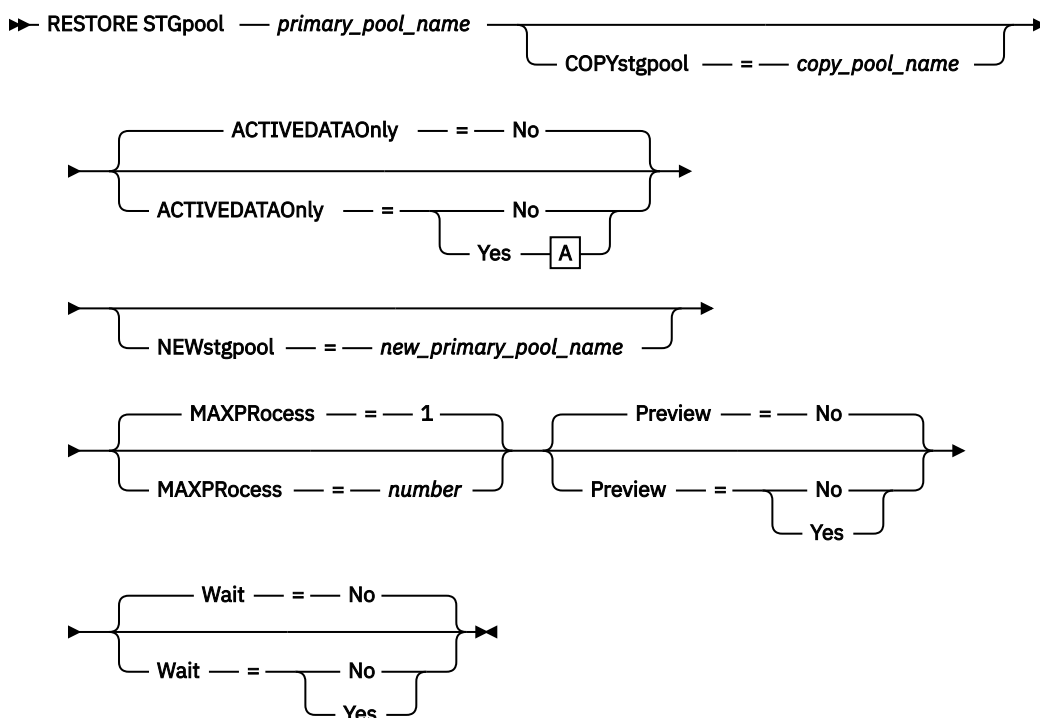 RESTORE STGpool primary_pool_name
COPYstgpool = copy_pool_name
ACTIVEDATAOnly = No
ACTIVEDATAOnly = No
Yes A
NEWstgpool = new_primary_pool_name
MAXPRocess = 1 Preview = No
MAXPRocess = number Preview = No
Yes
Wait = No
Wait = No
Yes